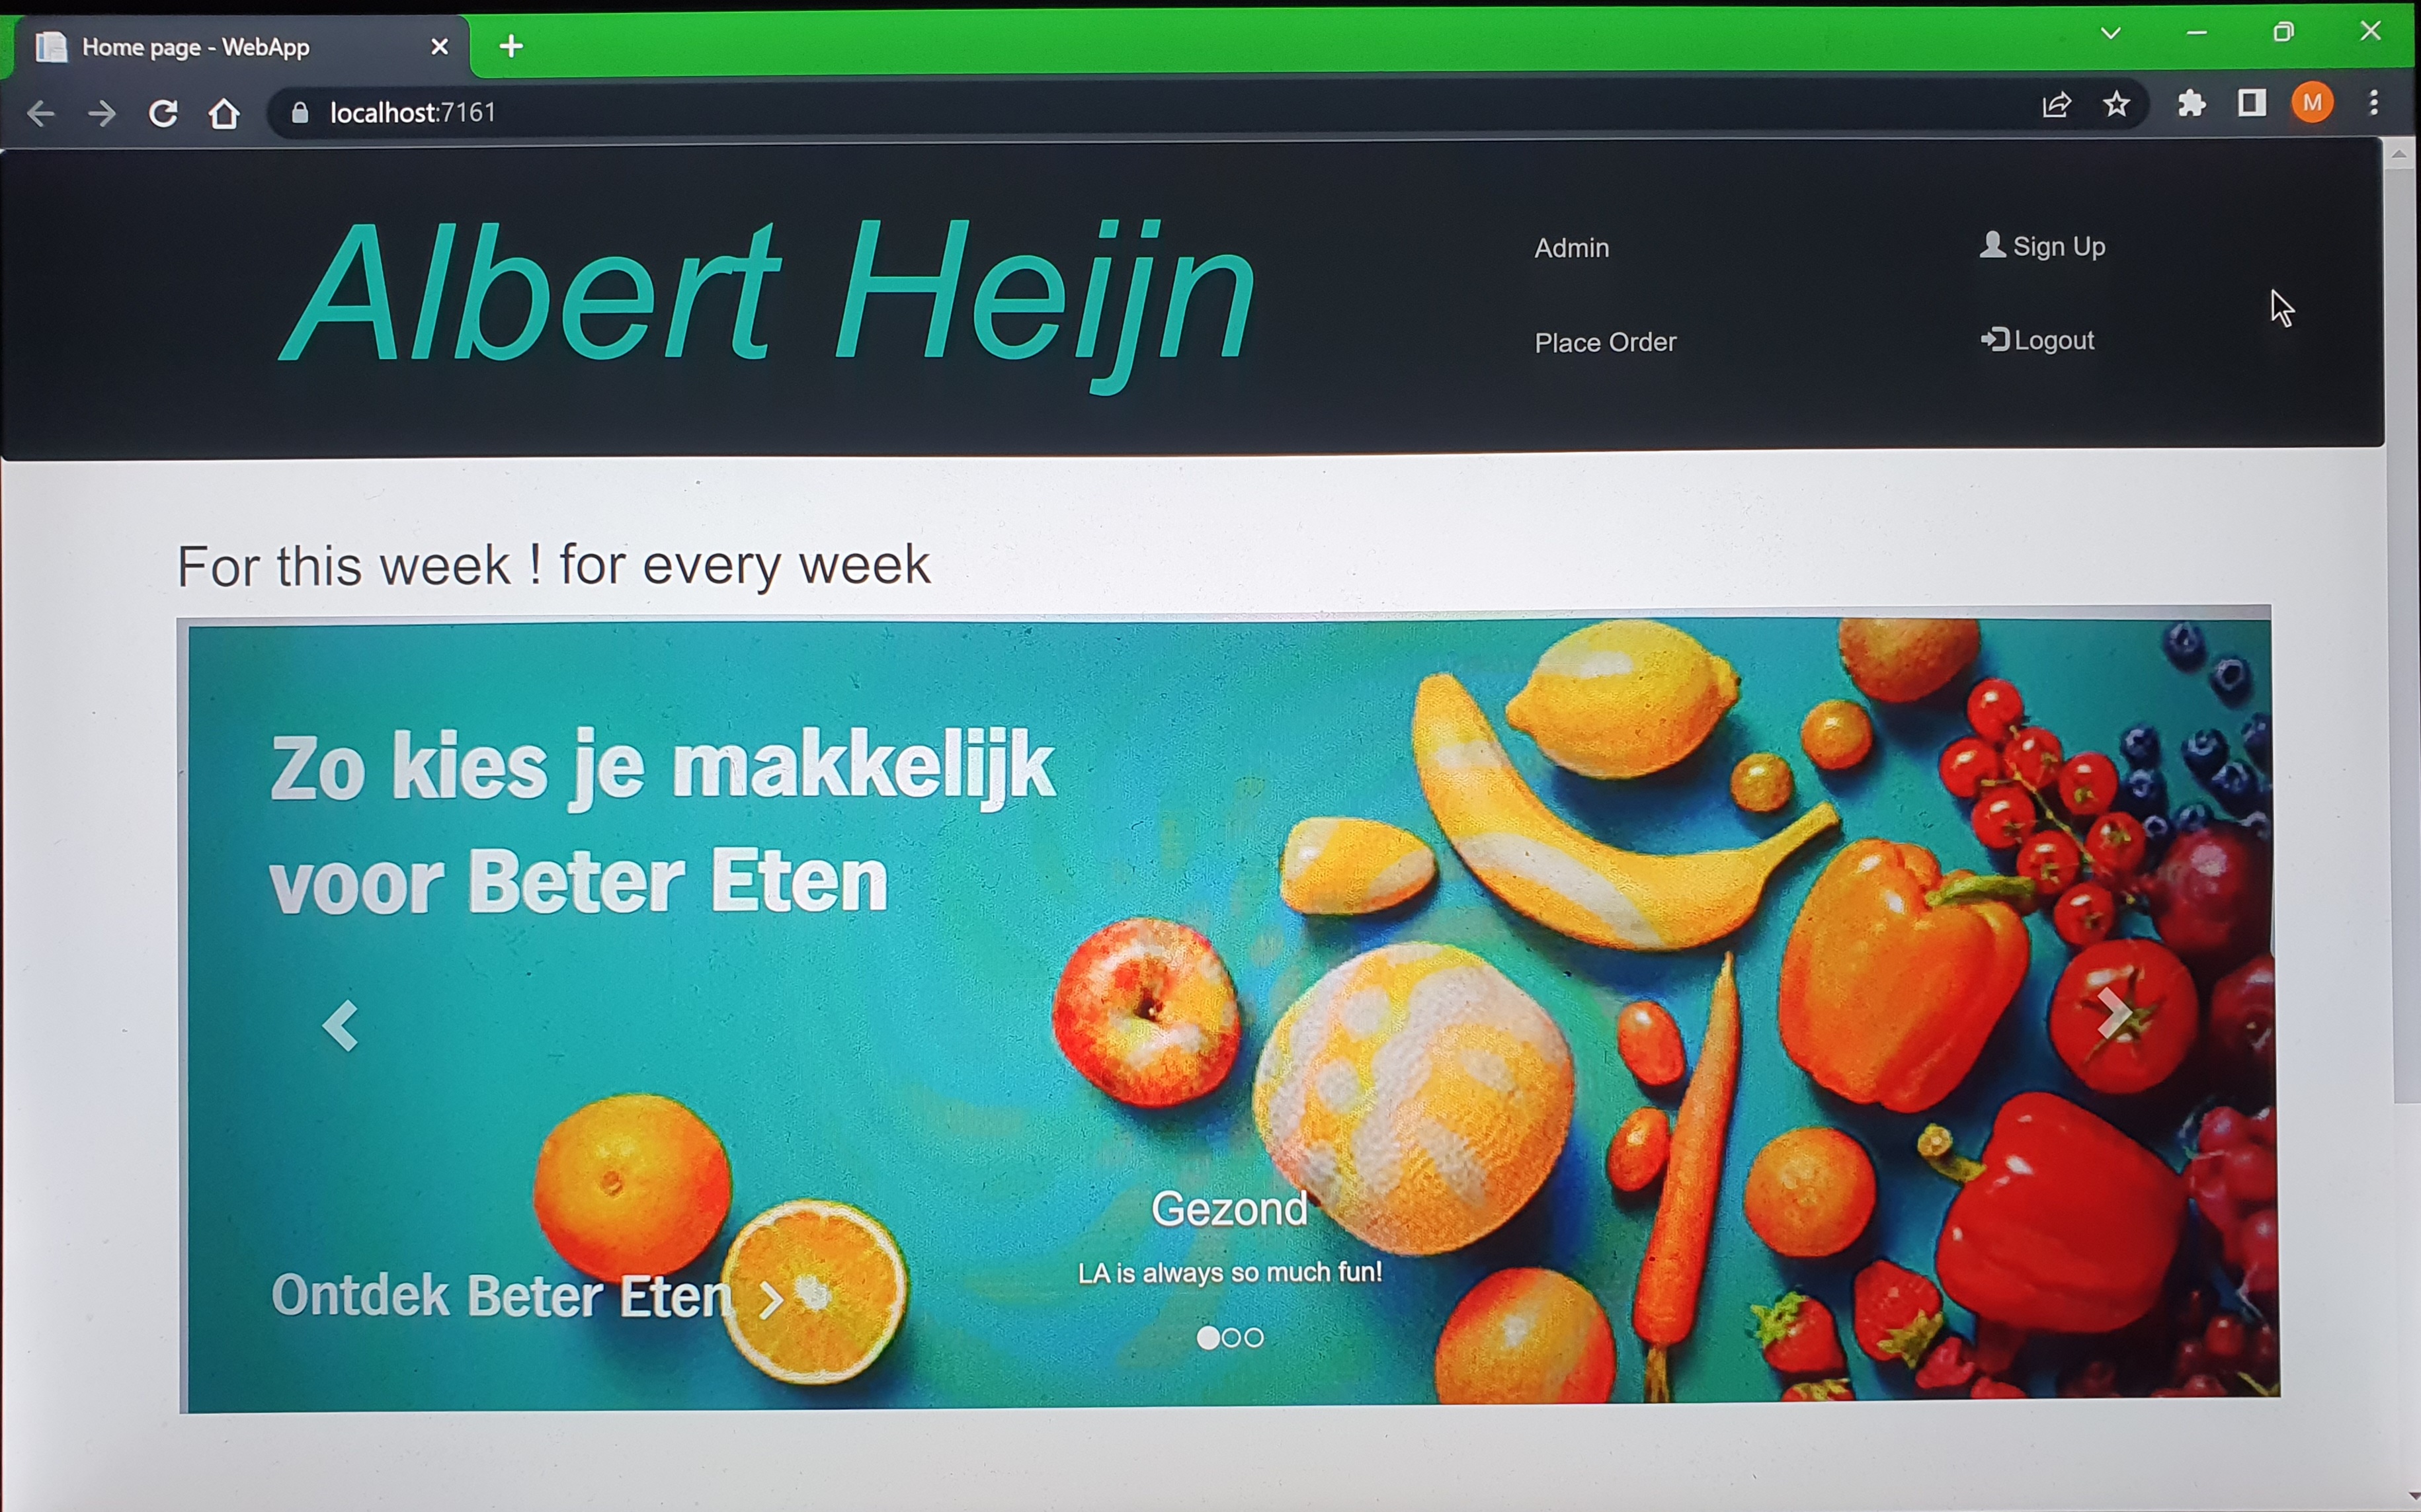 Home page - WebApp
localhost:7161
M
Albert Heijn
Admin
Sign Up
Place Order
Logout
For this week ! for every week
Zo kies je makkelijk
voor Beter Eten
Gezond
LA is always so much fun!
Ontdek Beter Eten